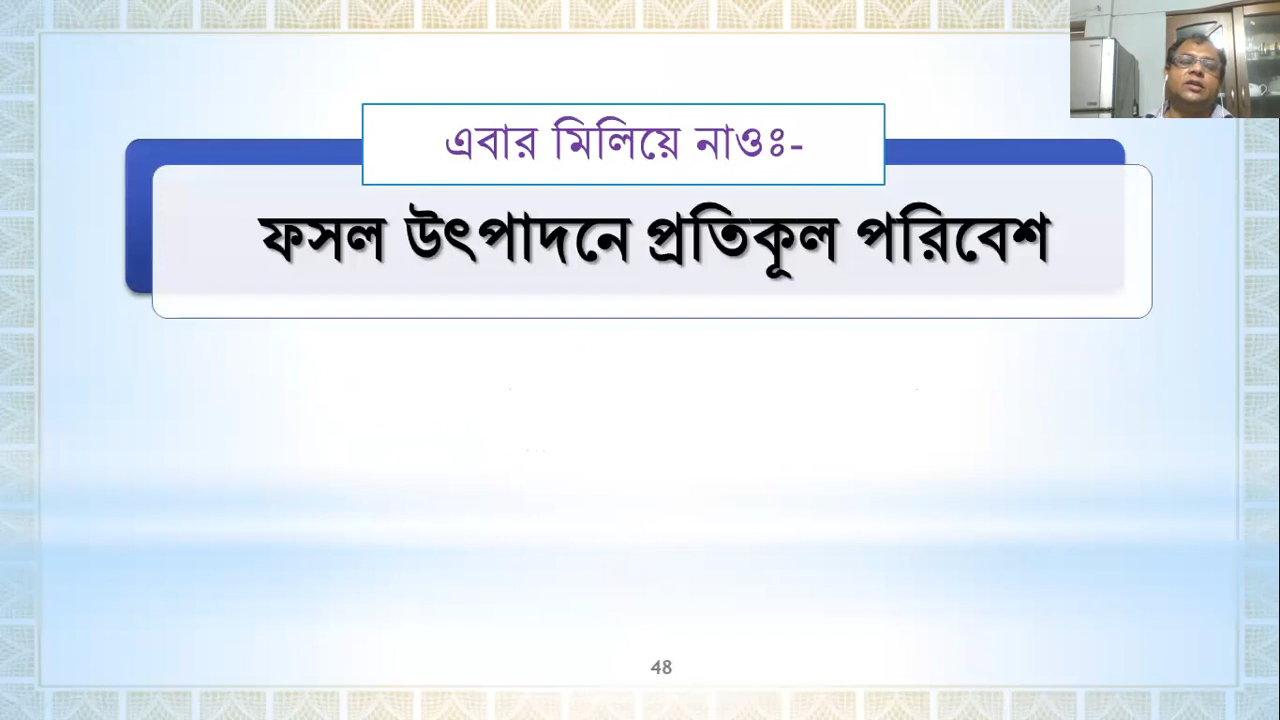 এবার মিলিয়ে নাওঃ-
ফসল উৎপাদনে প্রতিকূল পরিবেশ
48